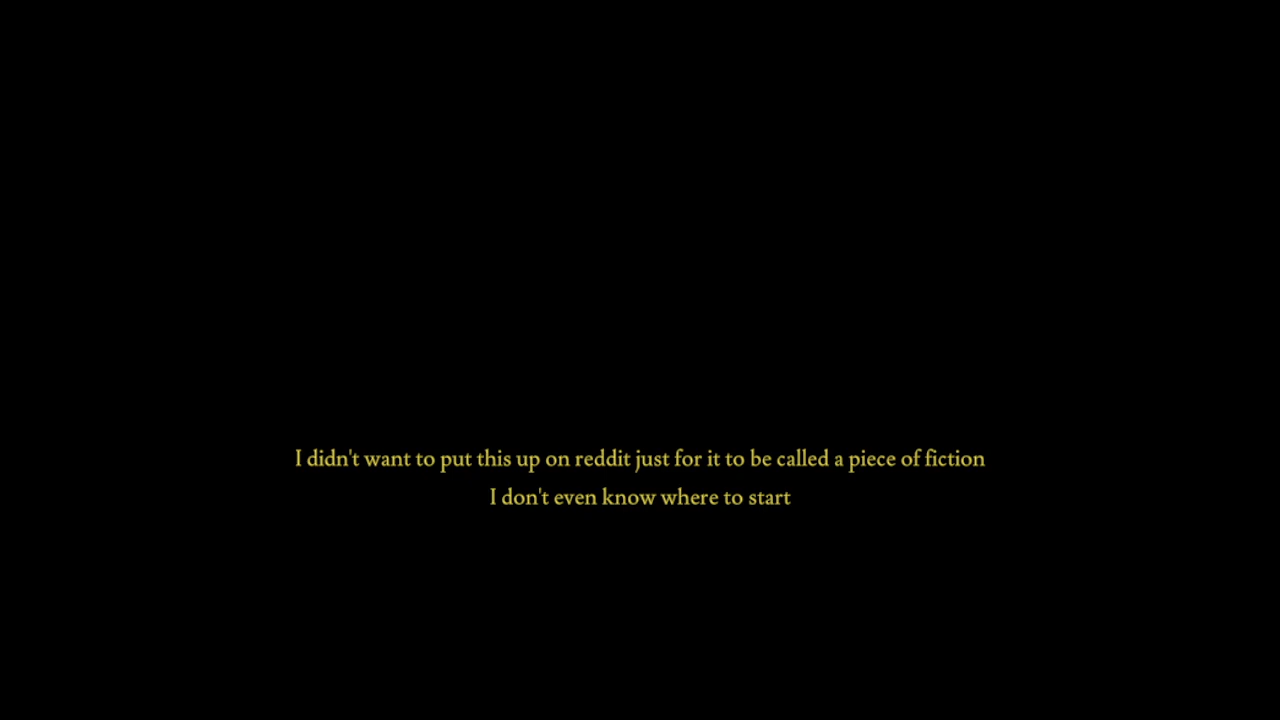 I didn't want to put this up on reddit just for it to be called a piece of fiction
I don't even know where to start